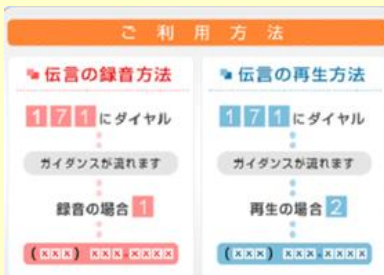 ご利用方法
伝言の録音方法
171にダイヤル
ガイダンスが流れます
録音の場合1
(xxx) xxx-xxxx
伝言の再生方法
171にダイヤル
ガイダンスが流れます
再生の場合2
(xxx) xxx-xxxx